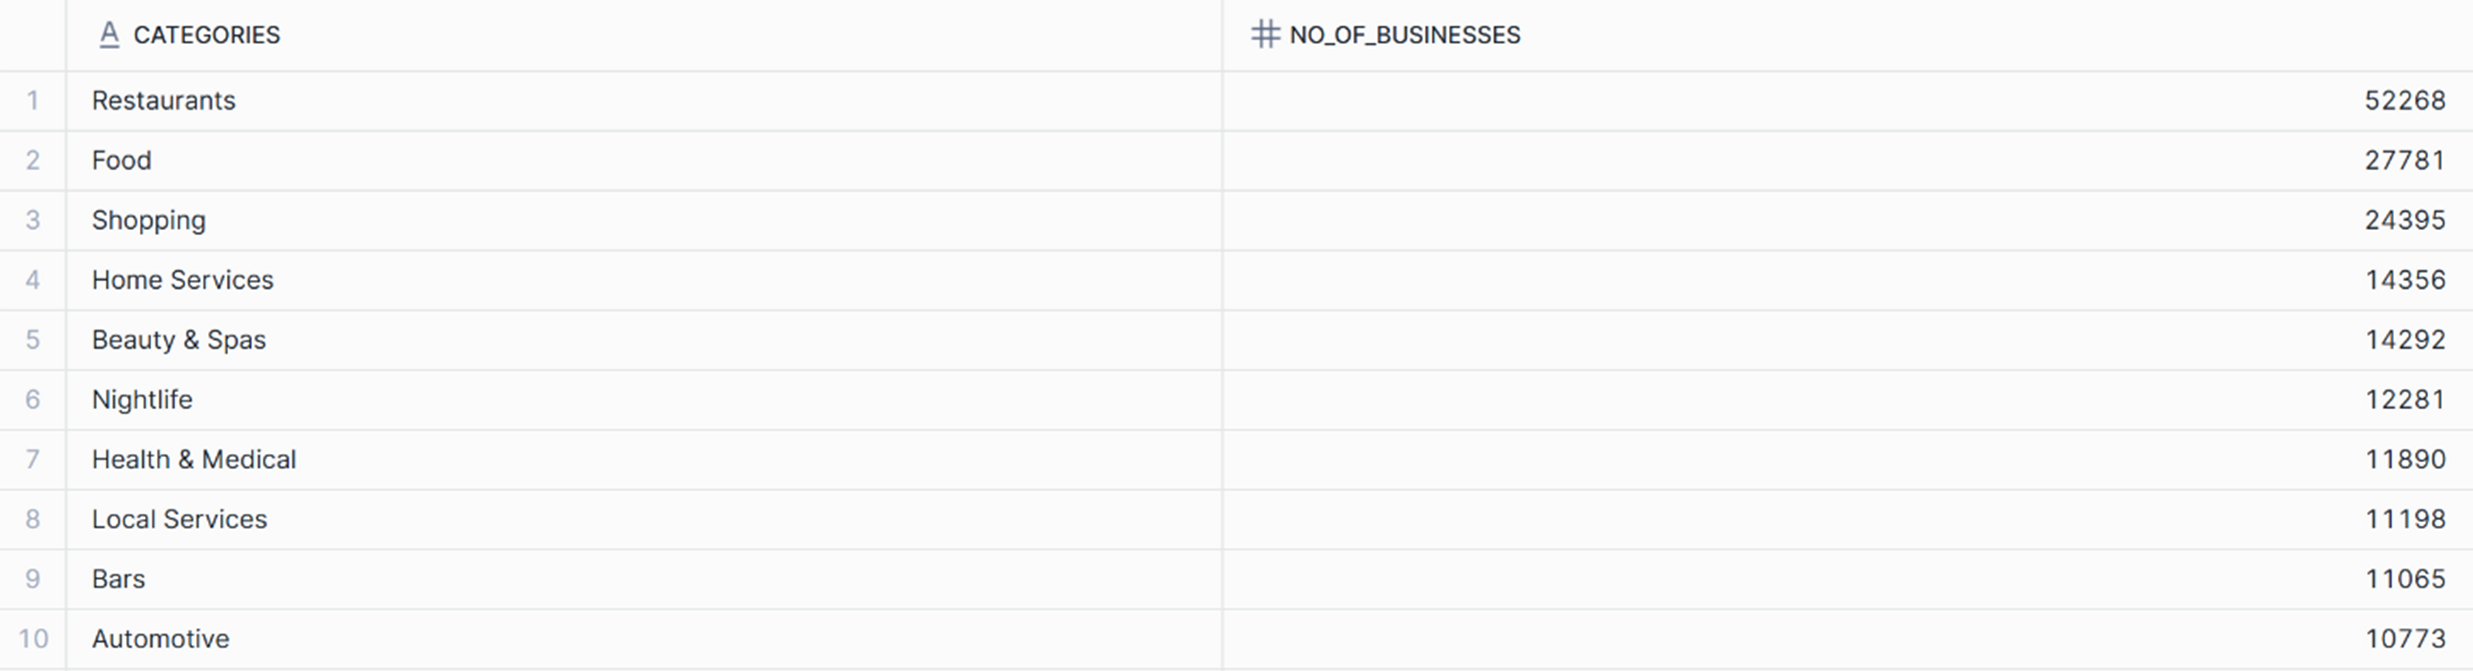 A CATEGORIES # NO_OF_BUSINESSES
1 Restaurants 52268
2 Food 27781
3 Shopping 24395
4 Home Services 14356
5 Beauty & Spas 14292
6 Nightlife 12281
7 Health & Medical 11890
8 Local Services 11198
9 Bars 11065
10 Automotive 10773